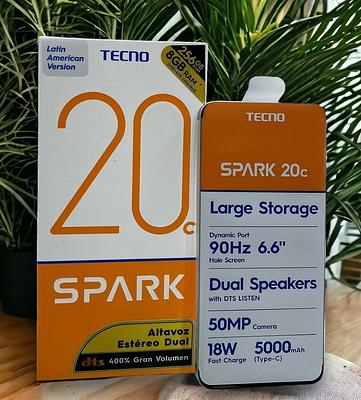 Latin
American
Version
TECNO
256GB
8GB RAM*
20c
SPARK
Altavoz
Estéreo Dual
dts 400% Gran Volumen
TECNO
SPARK 20c
Large Storage
Dynamic Port
90Hz 6.6"
Hole Screen
Dual Speakers
with DTS LISTEN
50MP Camera
18W 5000mAh
Fast Charge (Type-C)